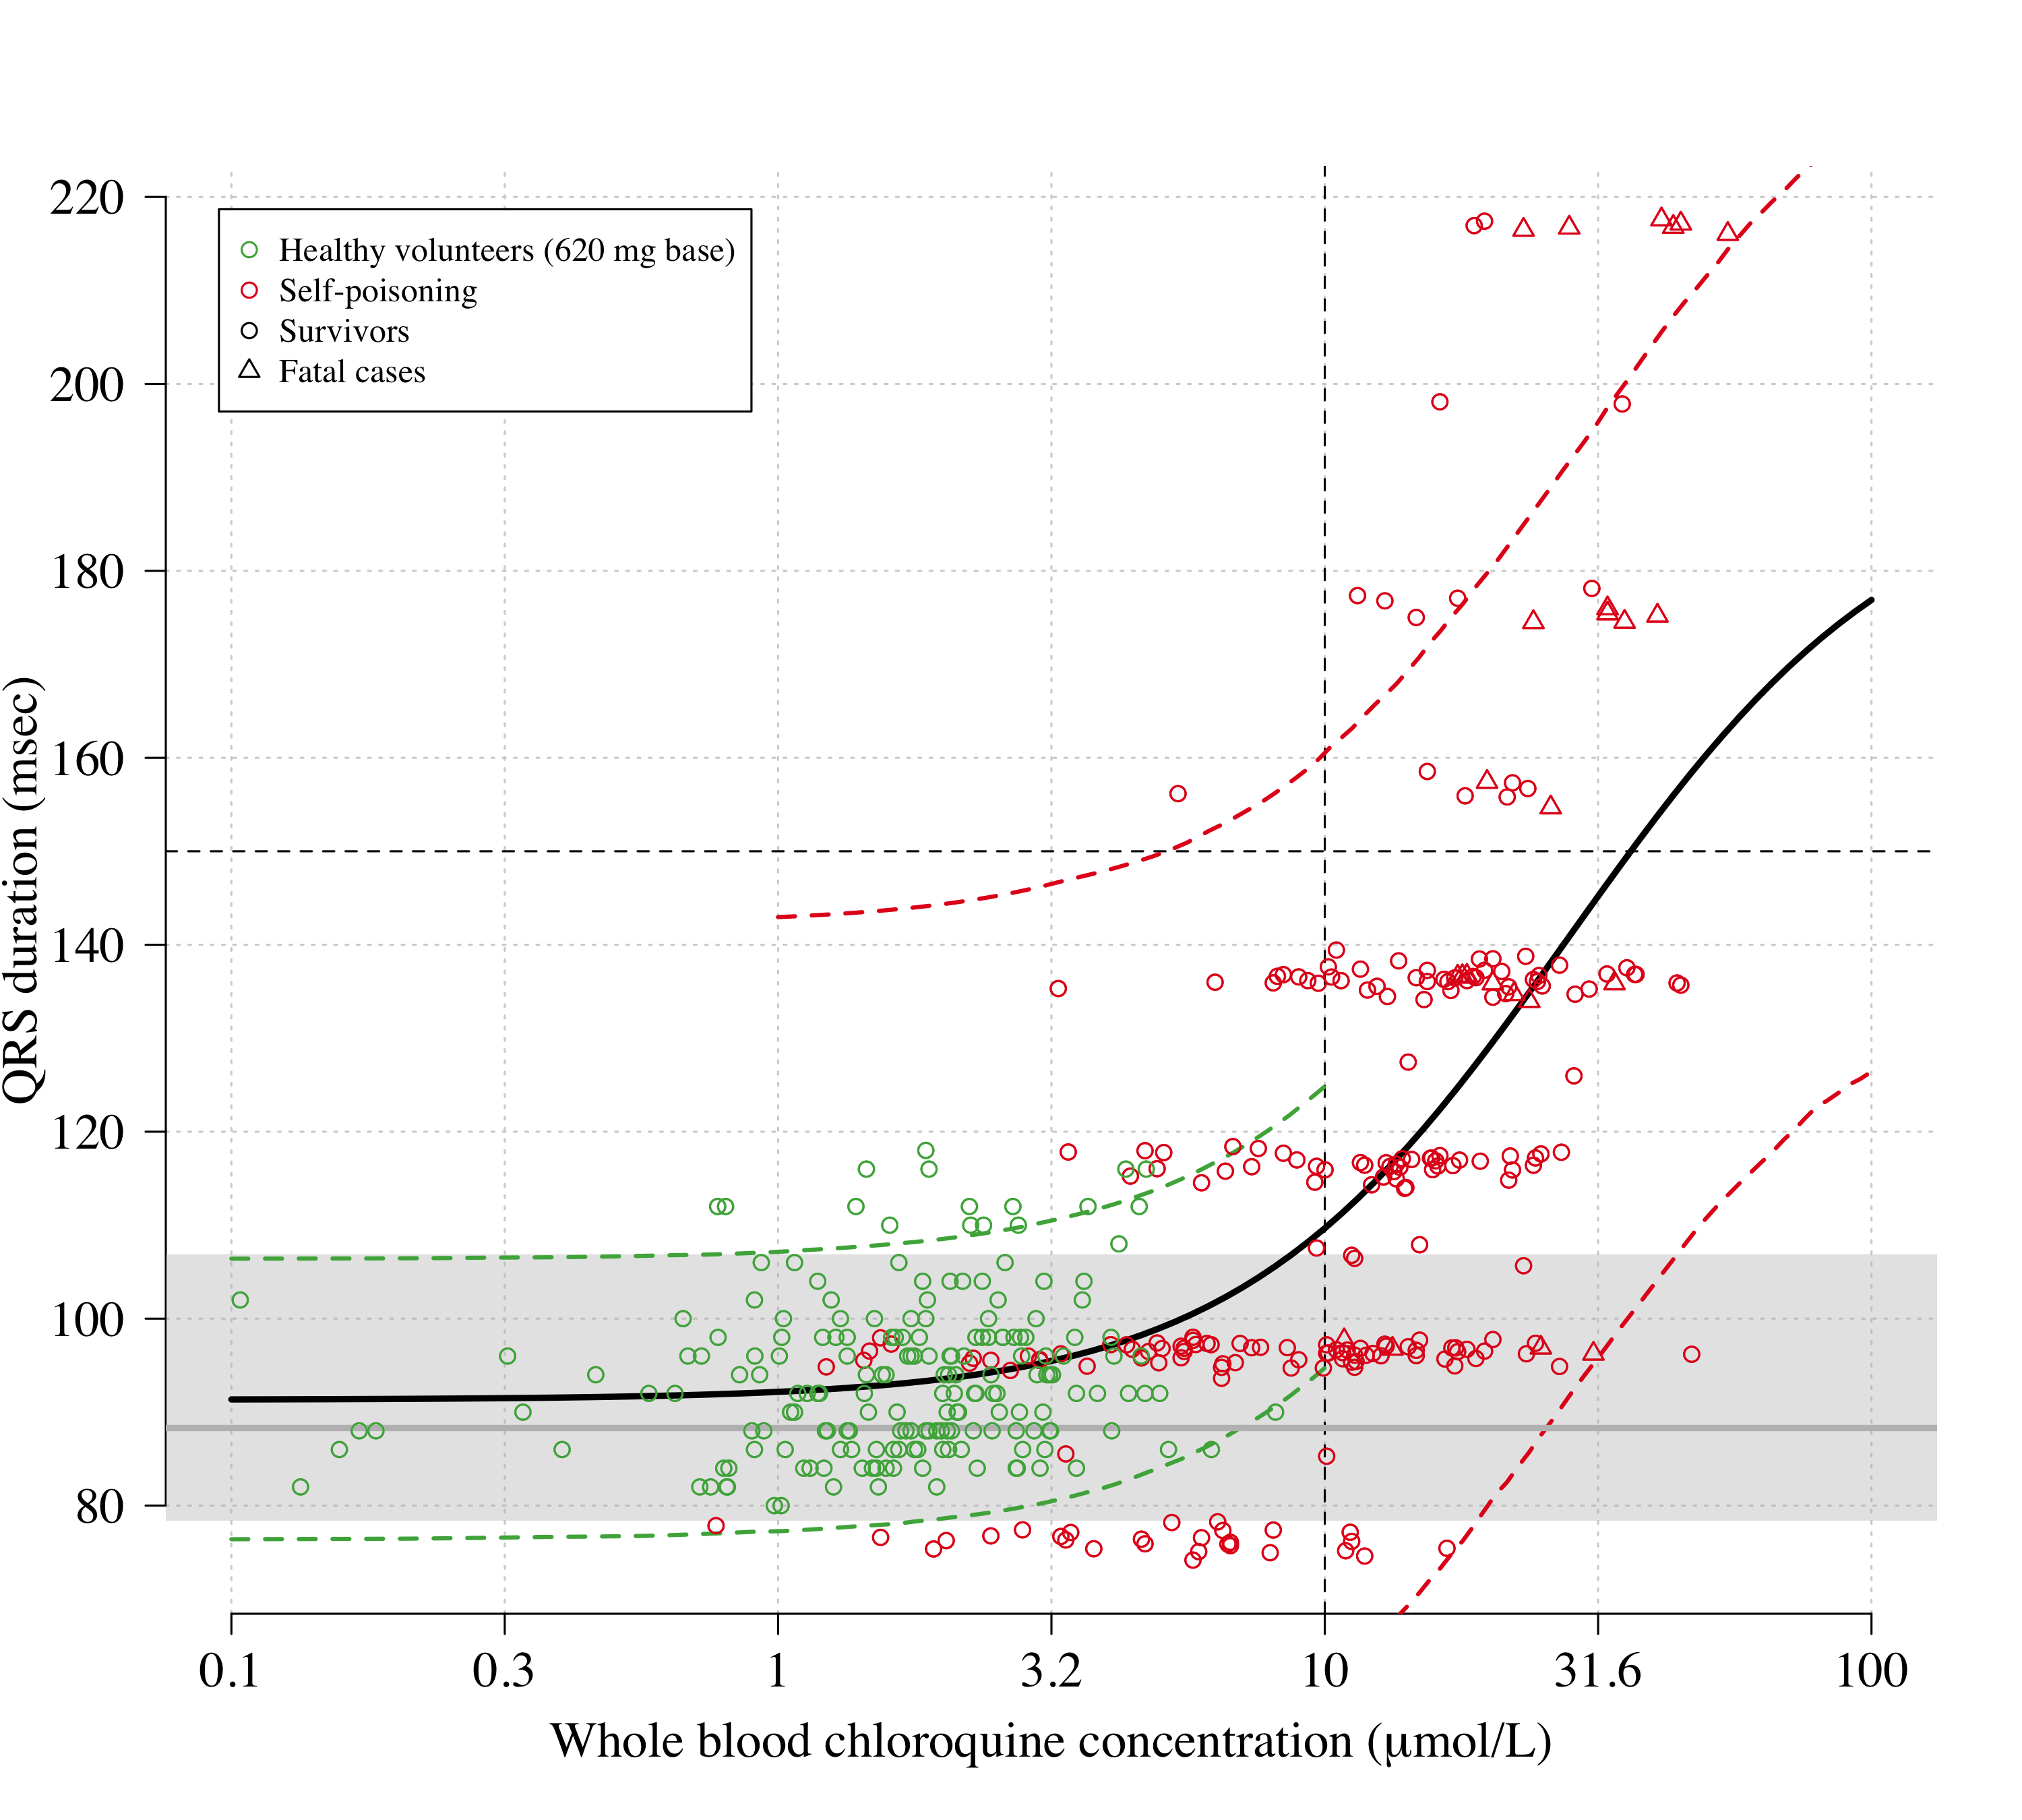 220
200
180
160
140
120
100
80
QRS duration (msec)
Healthy volunteers (620 mg base)
Self-poisoning
Survivors
Fatal cases
0.1 0.3 1 3.2 10 31.6 100
Whole blood chloroquine concentration (μmol/L)